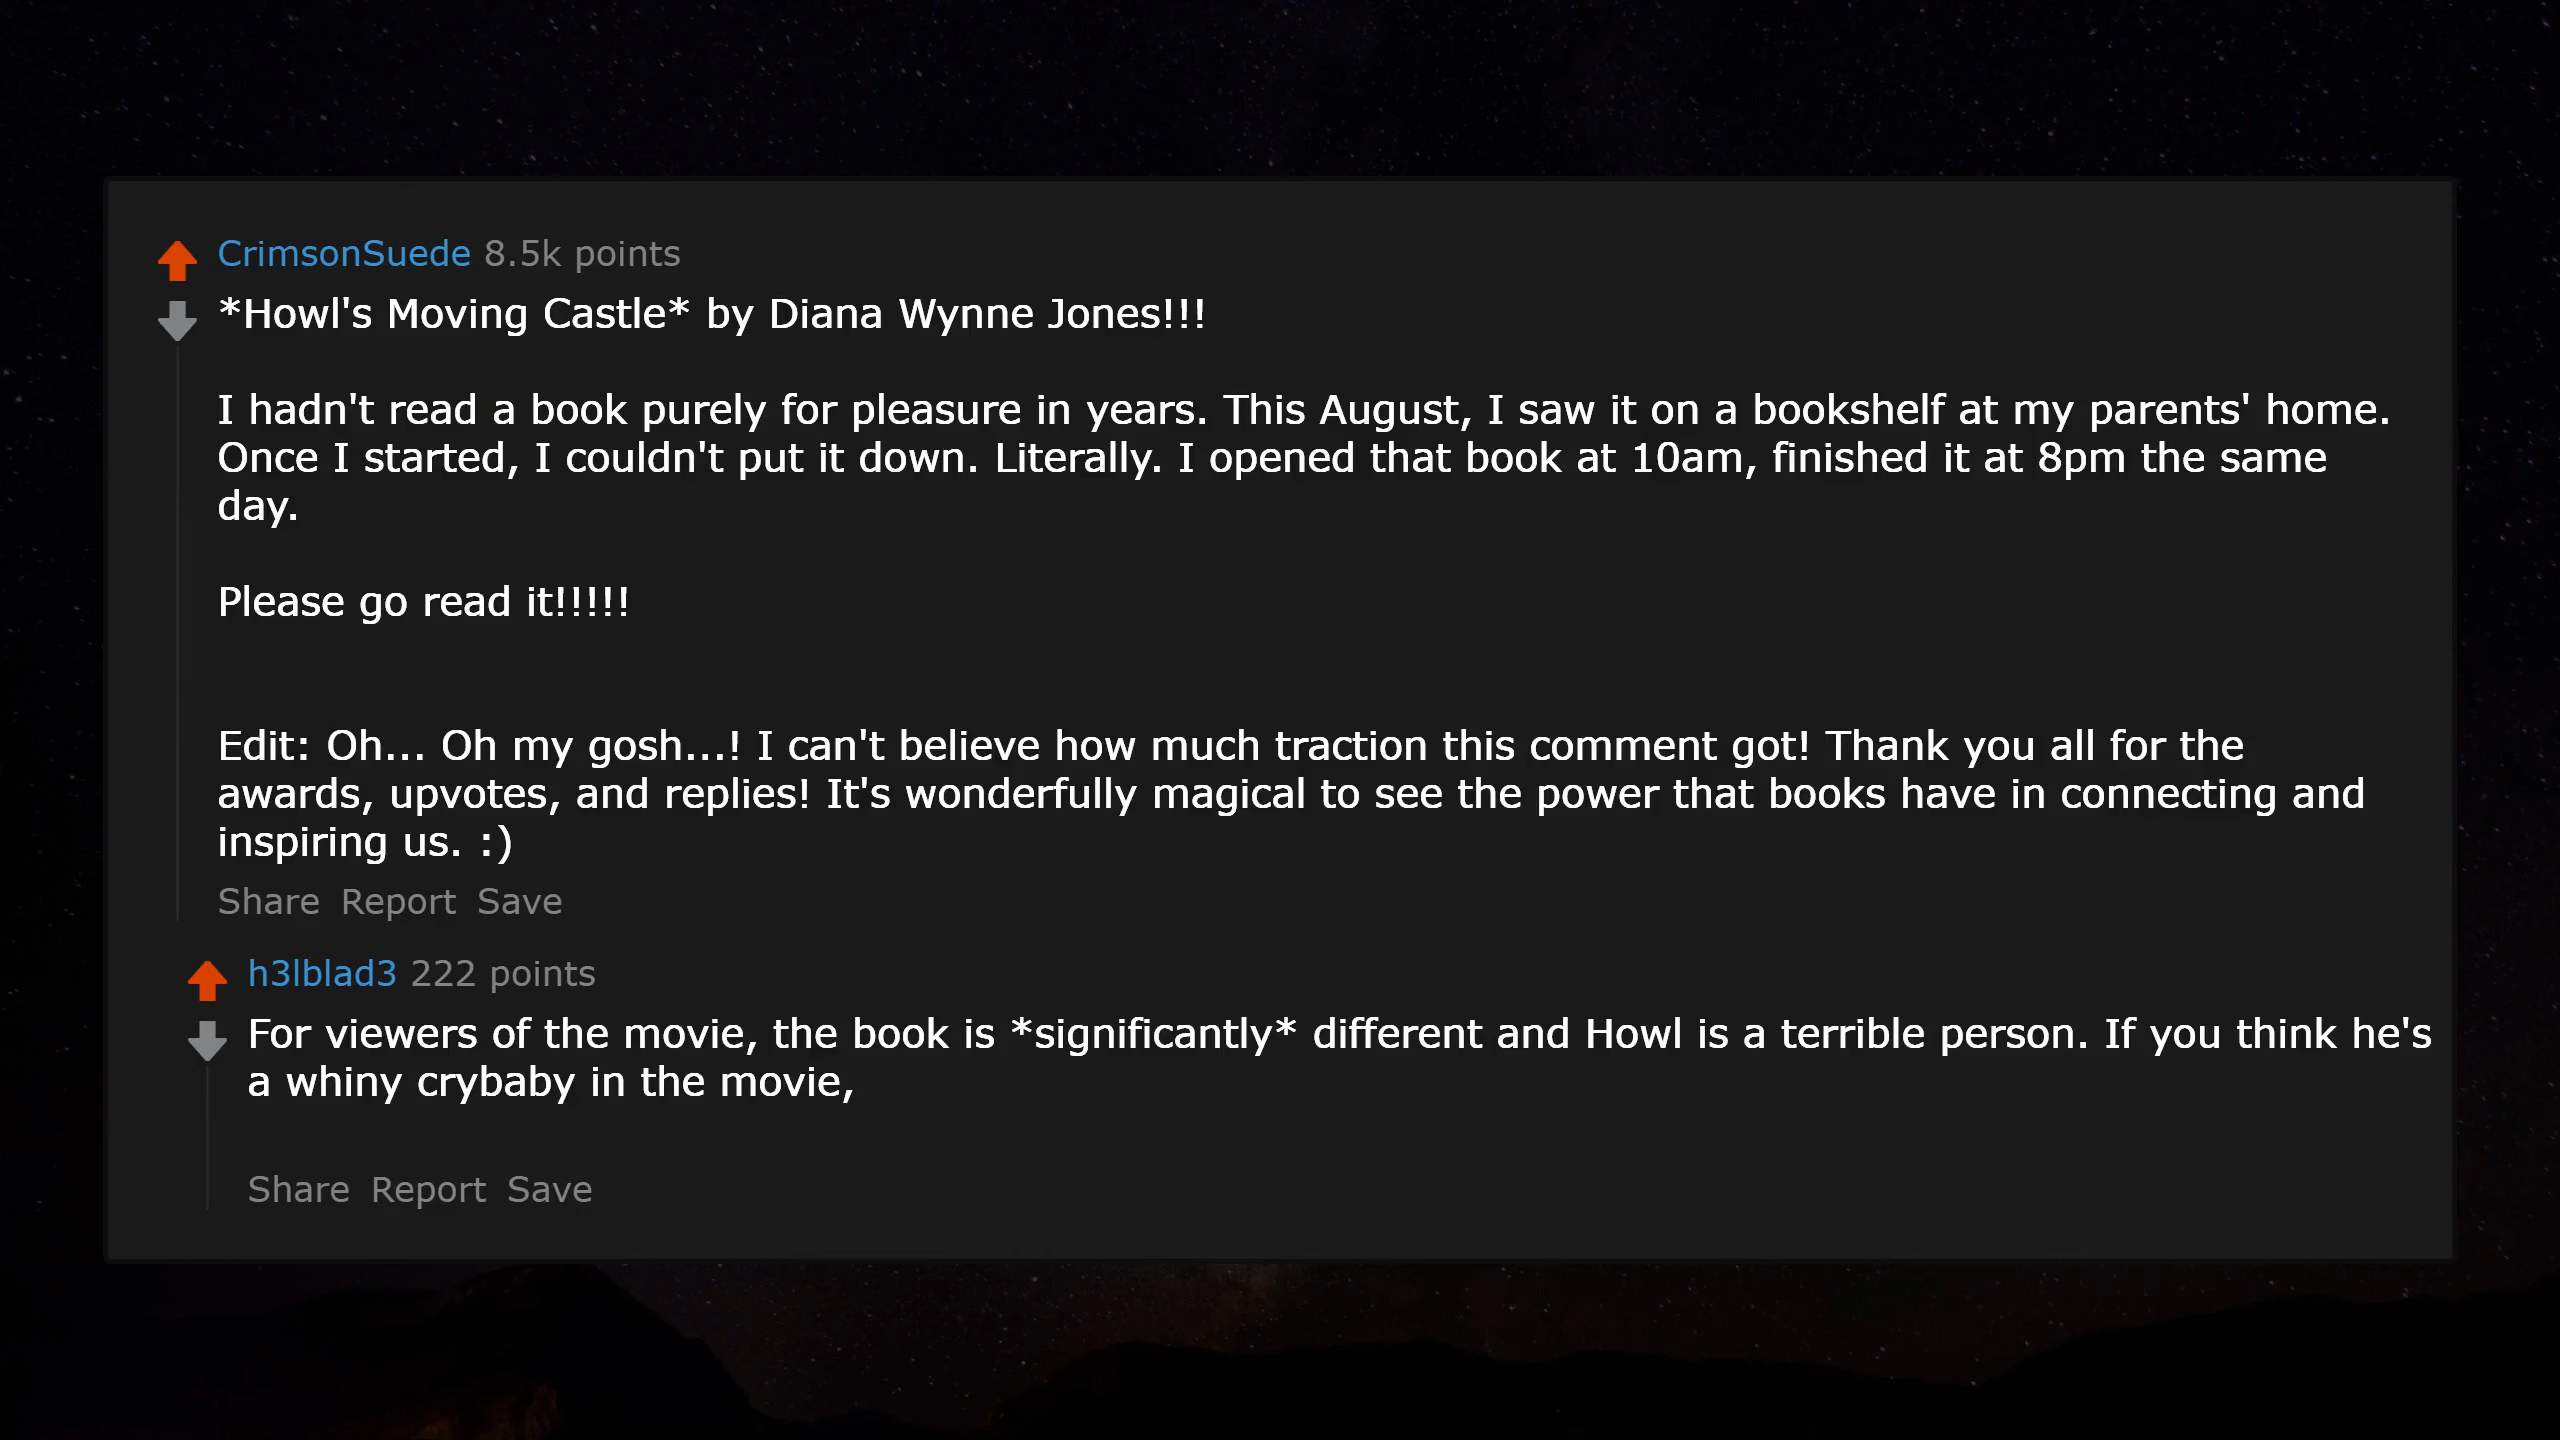 CrimsonSuede 8.5k points
*Howl's Moving Castle* by Diana Wynne Jones!!!
I hadn't read a book purely for pleasure in years. This August, I saw it on a bookshelf at my parents' home.
Once I started, I couldn't put it down. Literally. I opened that book at 10am, finished it at 8pm the same
day.
Please go read it!!!!!
Edit: Oh... Oh my gosh...! I can't believe how much traction this comment got! Thank you all for the
awards, upvotes, and replies! It's wonderfully magical to see the power that books have in connecting and
inspiring us. :)
Share Report Save
h3lblad3 222 points
For viewers of the movie, the book is *significantly* different and Howl is a terrible person. If you think he's
a whiny crybaby in the movie,
Share Report Save